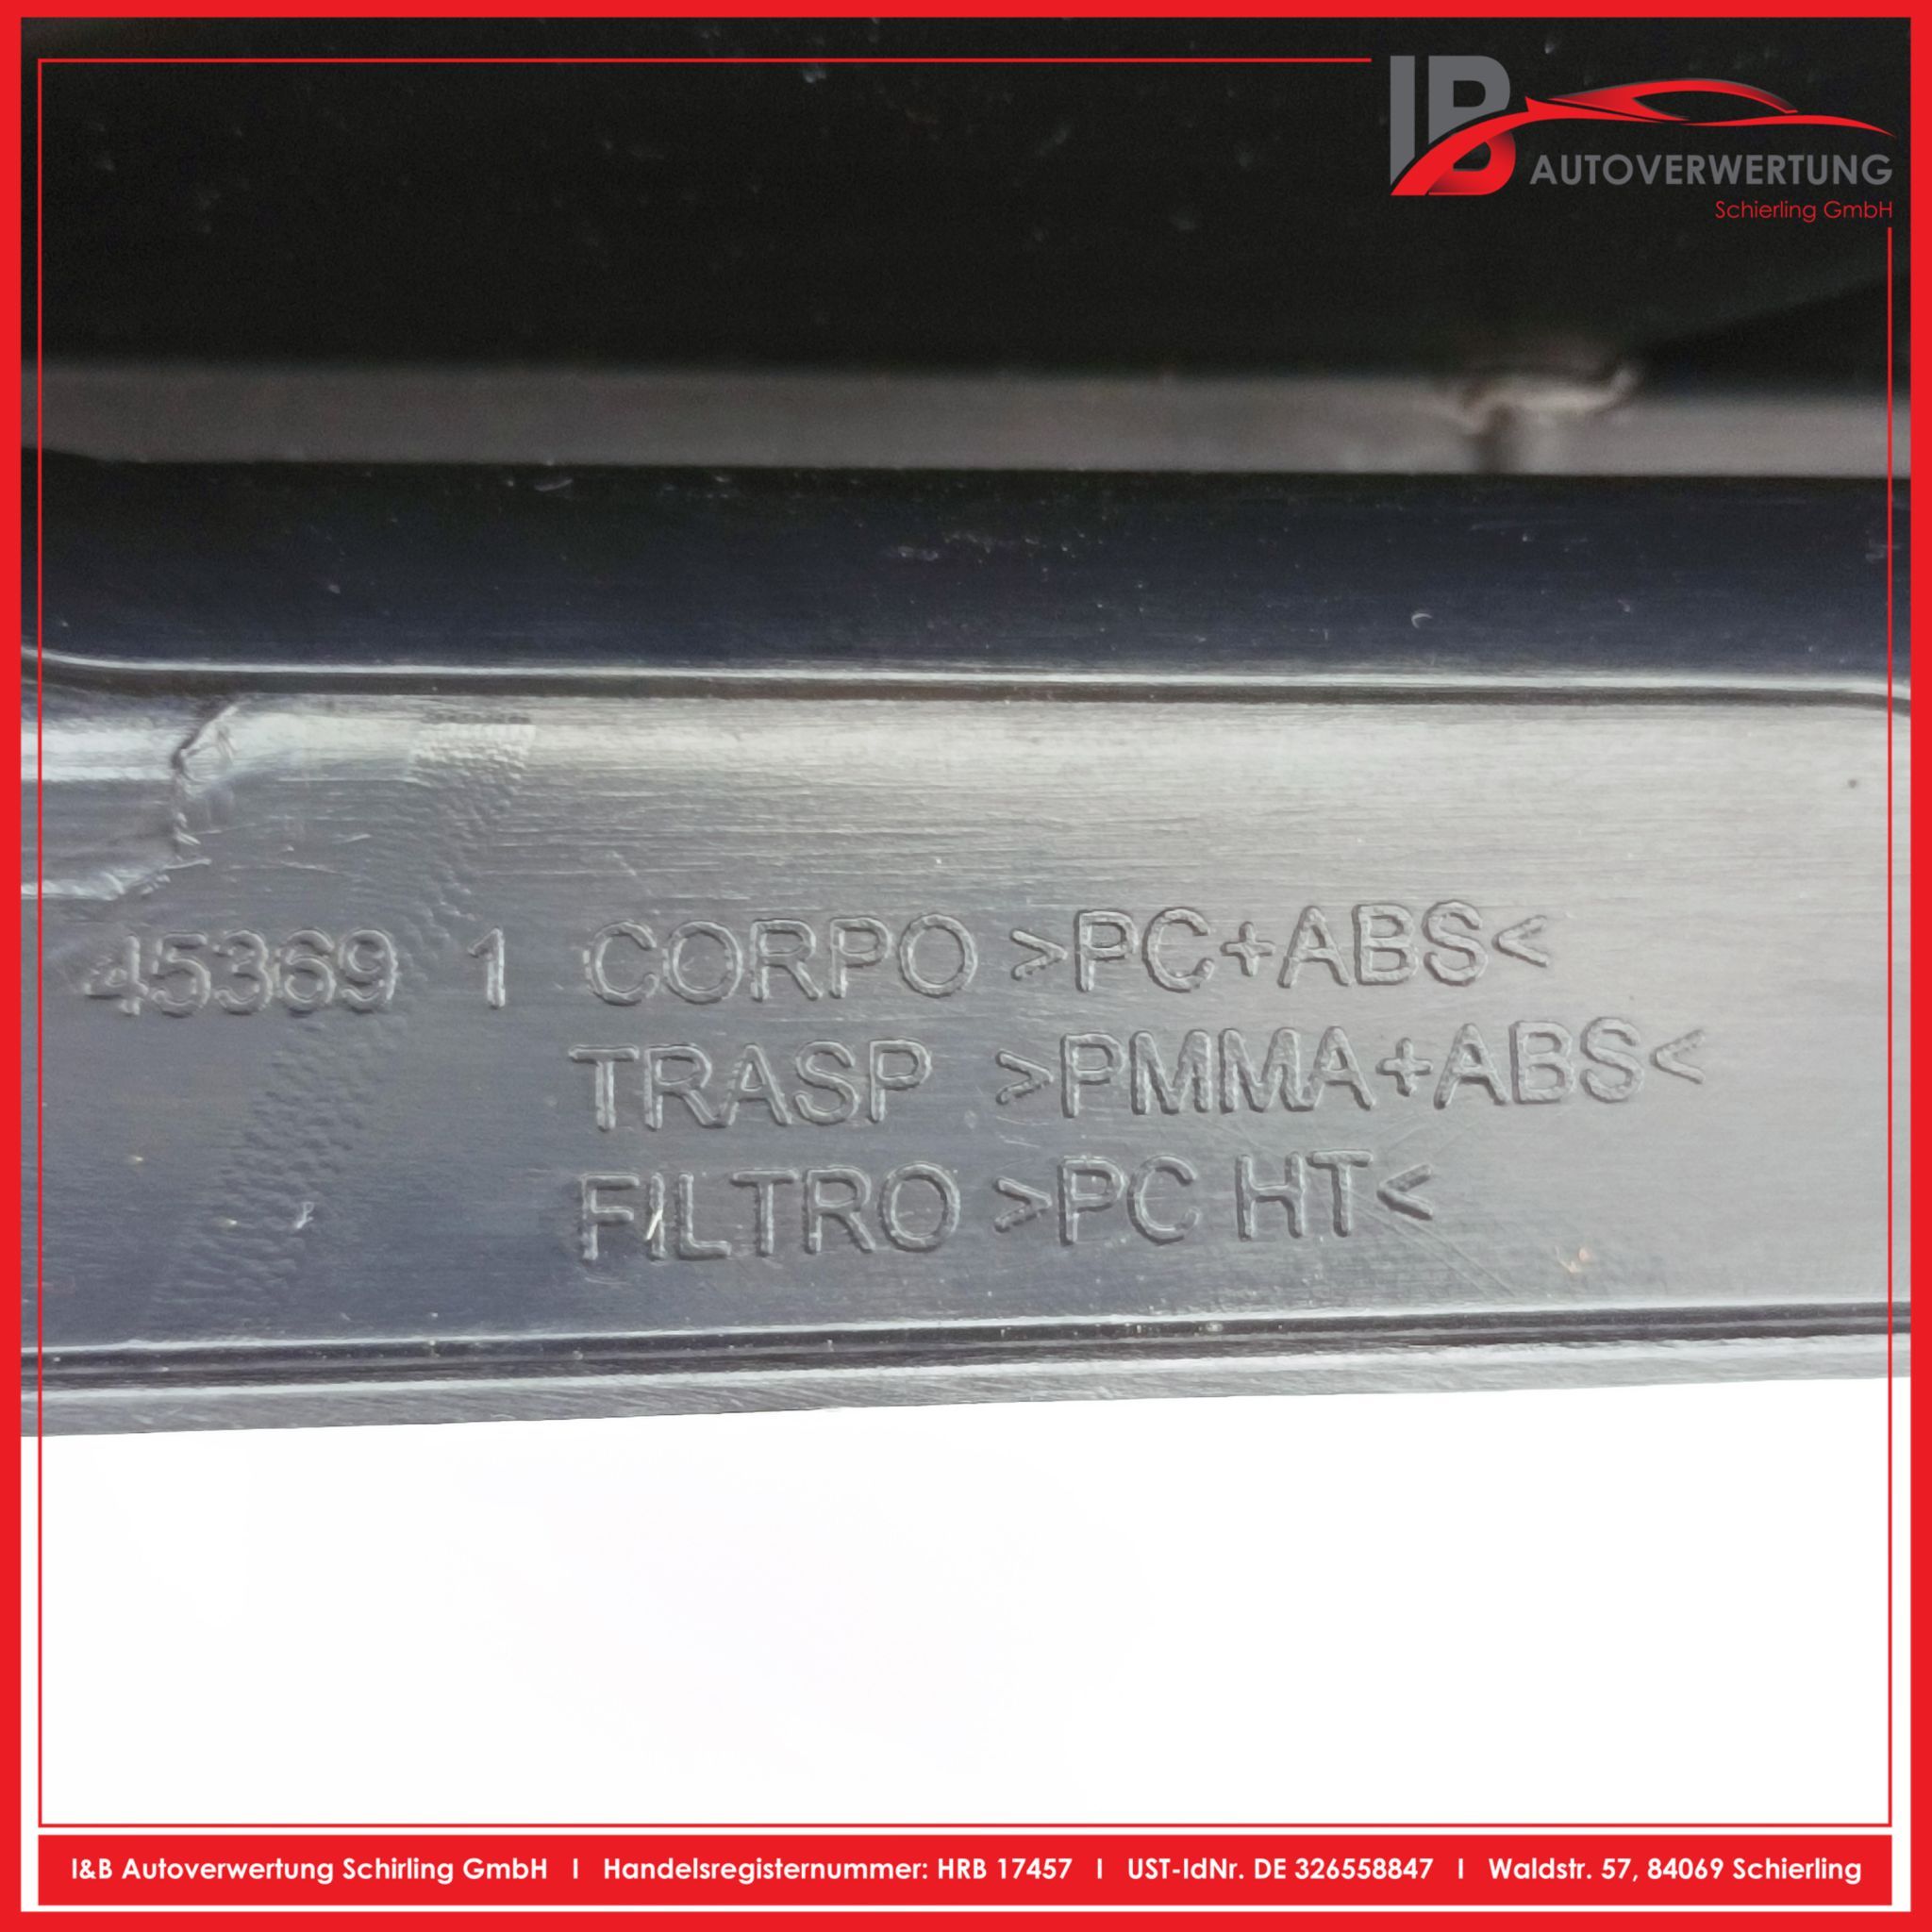 IB AUTOVERWERTUNG
Schierling GmbH
45369 1 CORPO >PC+ABS<
TRASP >PMMA+ABS<
FILTRO >PC HT<
I&B Autoverwertung Schirling GmbH I Handelsregisternummer: HRB 17457 I UST-IdNr. DE 326558847 I Waldstr. 57, 84069 Schierling